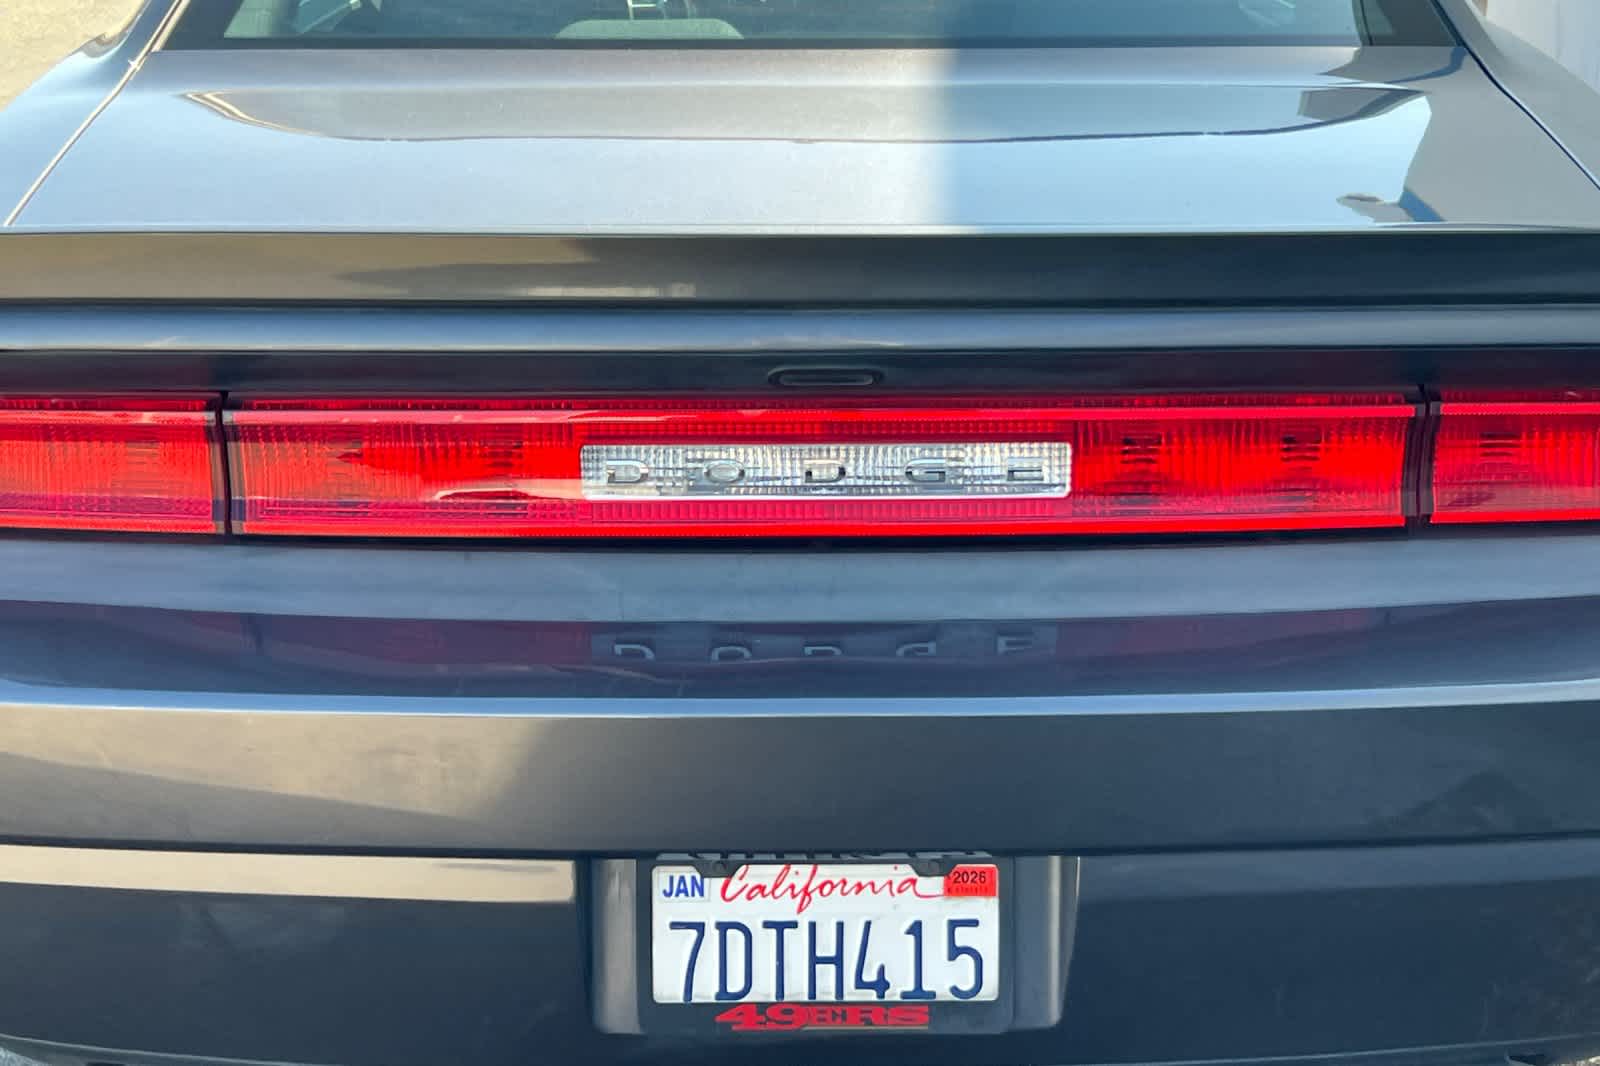 DODGE
JAN California 2026
7DTH415
49ERS